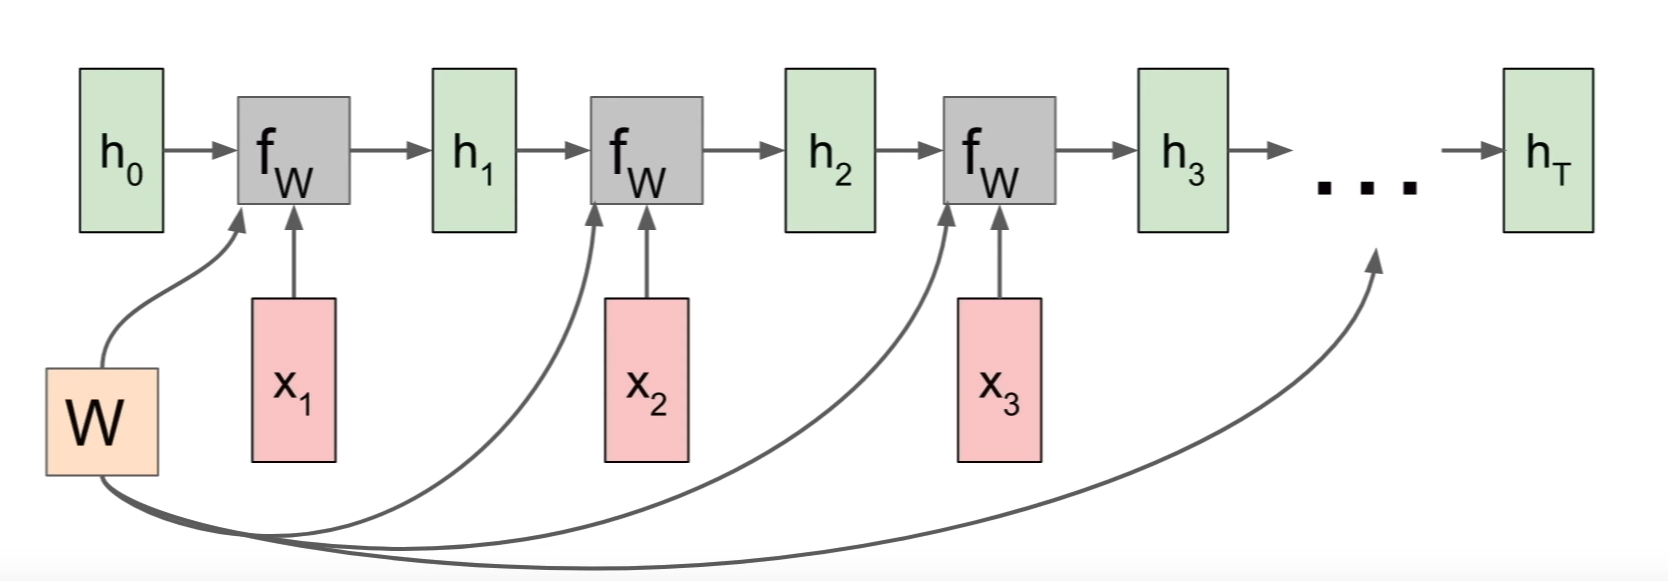 h0 fW h1 fW h2 fW h3 ... hT
W x1 x2 x3